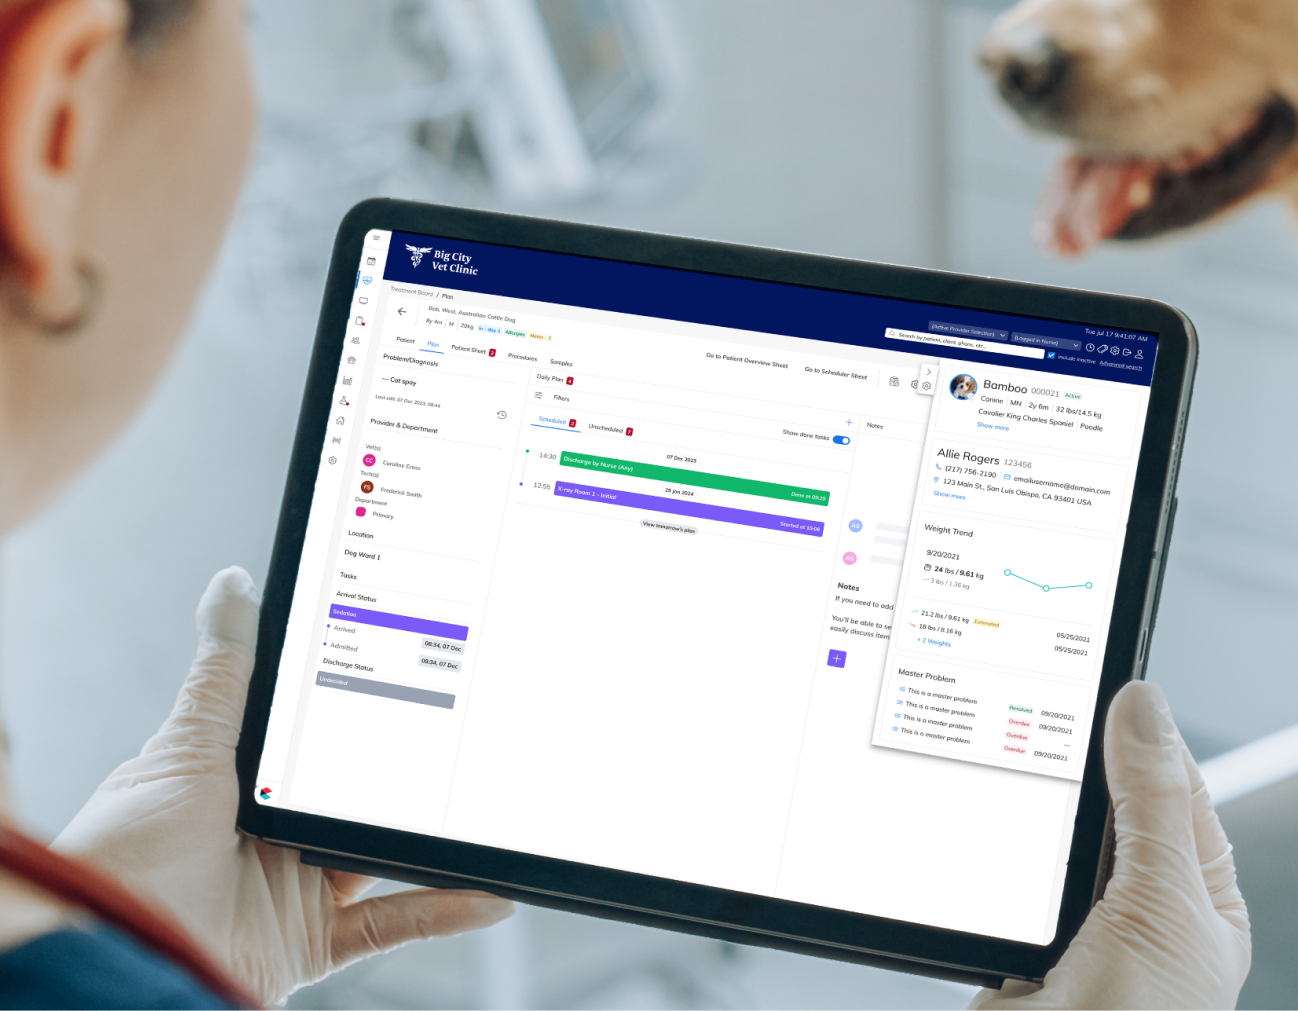 Big City
Vet Clinic
Tue Jul 17 9:41:07 AM
(Active Provider Selection)
(Logged in Name)
Search by patient, client, phone, etc..
Include inactive
Advanced search
Treatment Board / Plan
Bob, West, Australian Cattle Dog
8y 4m M 20kg in - day 1 Allergies Notes - 2
Go to Patient Overview Sheet
Go to Scheduler Sheet
Patient Plan Patient Sheet 2 Procedures Samples
Problem/Diagnosis
— Cat spay
Last edit: 07 Dec 2023, 08:44
Provider & Department
Vet(s)
CC Caroline Cross
Tech(s)
FS Frederick Smith
Department
Primary
Location
Dog Ward 1
Tasks
Arrival Status
Sedation
Arrived 08:34, 07 Dec
Admitted 08:34, 07 Dec
Discharge Status
Undecided
Daily Plan 4
Filters
Scheduled 2 Unscheduled 2
Show done tasks
07 Dec 2023
14:30 Discharge by Nurse (Any) Done at 09:29
29 Jan 2024
12:55 X-ray Room 1 - Initial Started at 10:08
View tomorrow's plan
Notes
AS
AS
Notes
If you need to add
You'll be able to se
easily discuss item
Bamboo 000021 Active
Canine MN 2y 6m 32 lbs/14.5 kg
Cavalier King Charles Spaniel Poodle
Show more
Allie Rogers 123456
(217) 756-2190 emailusername@domain.com
123 Main St., San Luis Obispo, CA 93401 USA
Show more
Weight Trend
9/20/2021
24 lbs / 9.61 kg
3 lbs / 1.36 kg
21.2 lbs / 9.61 kg Estimated 05/25/2021
18 lbs / 8.16 kg 05/25/2021
+ 2 Weights
Master Problem
This is a master problem Resolved 09/20/2021
This is a master problem Overdue 09/20/2021
This is a master problem Overdue —
This is a master problem Overdue 09/20/2021